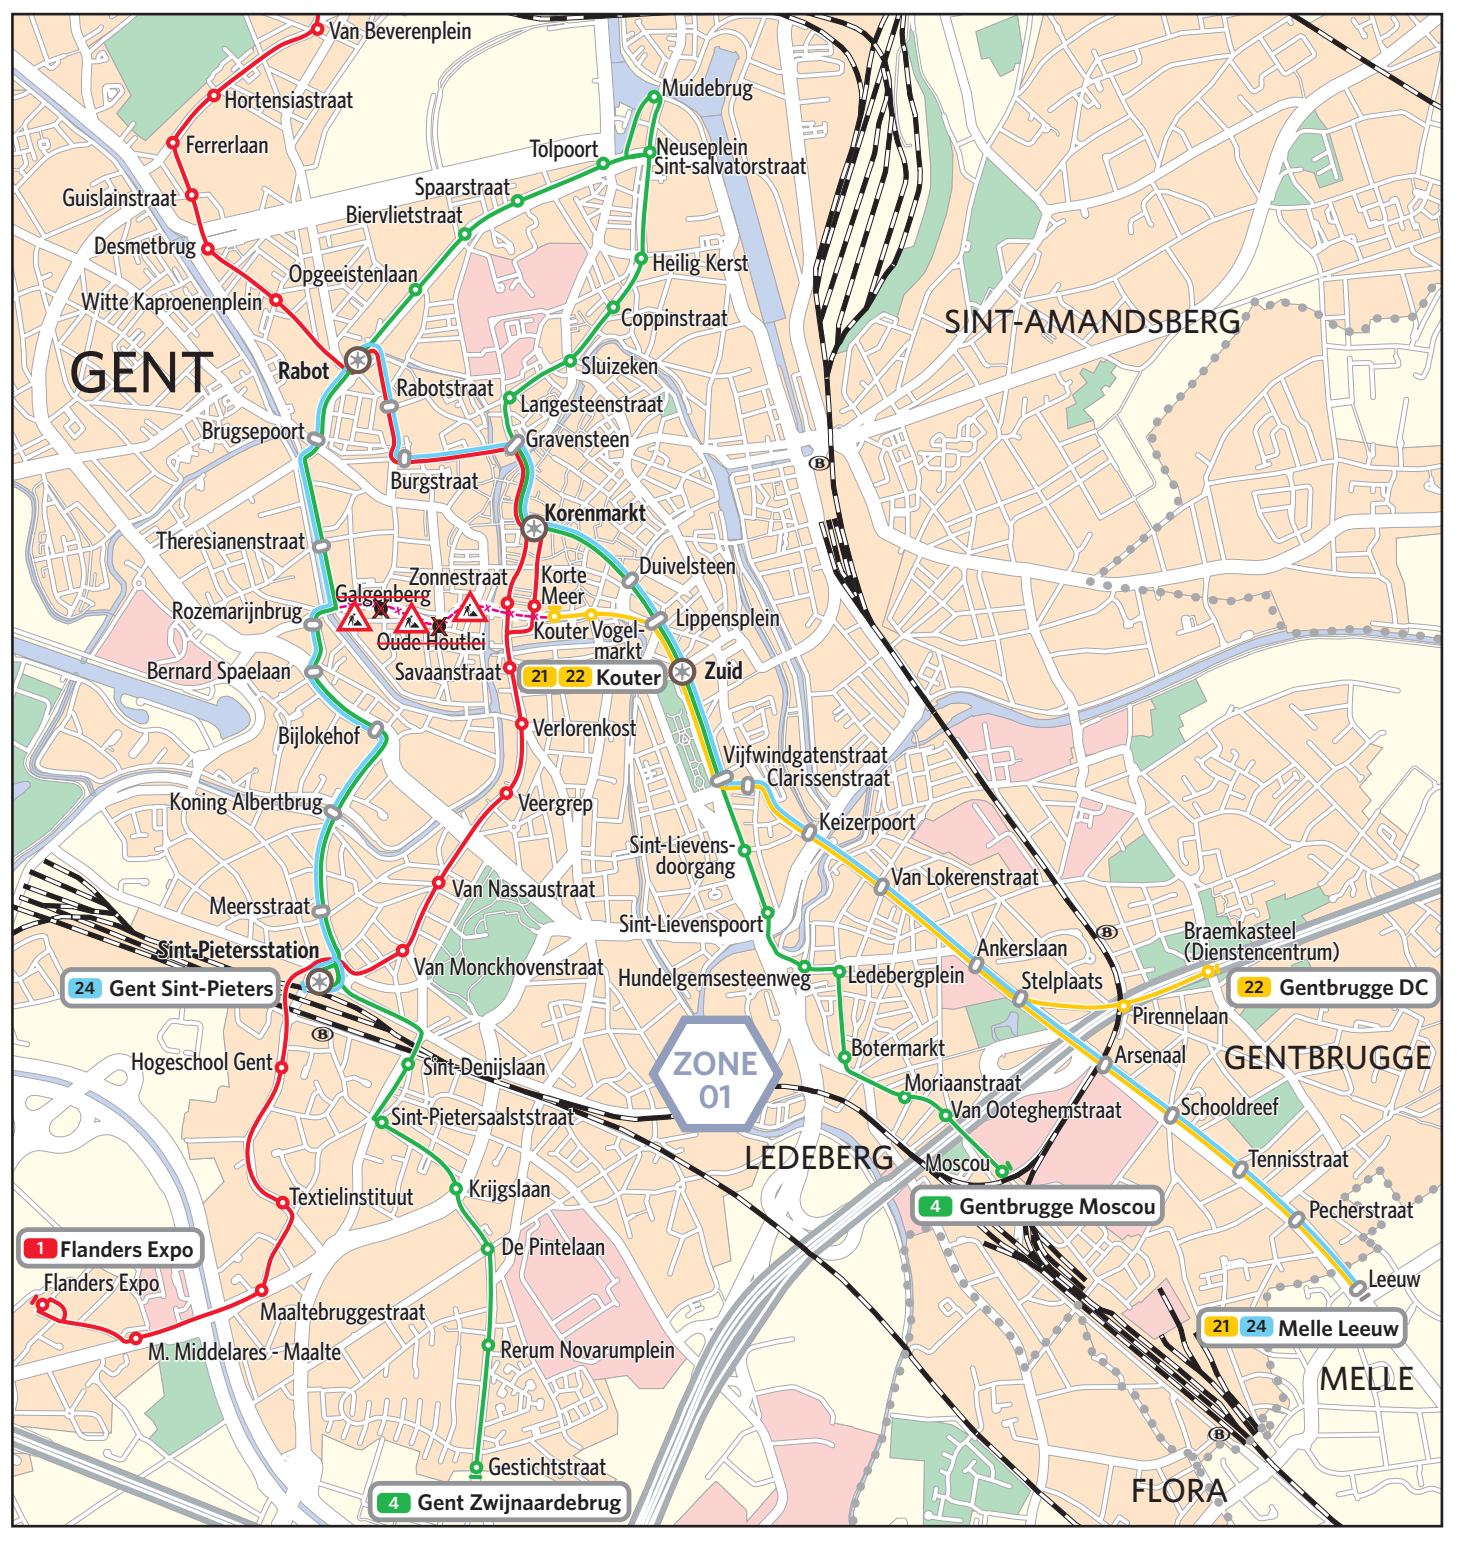 Van Beverenplein
Hortensiastraat
Muidebrug
Ferrerlaan
Tolpoort
Neuseplein
Sint-salvatorstraat
Guislainstraat
Spaarstraat
Biervlietstraat
Desmetbrug
Heilig Kerst
Opgeeistenlaan
Witte Kaproenenplein
Coppinstraat
SINT-AMANDSBERG
GENT
Rabot
Sluizeken
Rabotstraat
Langesteenstraat
Brugsepoort
Gravensteen
B
Burgstraat
Korenmarkt
Theresianenstraat
Duivelsteen
Zonnestraat
Korte
Meer
Galgenberg
Rozemarijnbrug
Lippensplein
Kouter
Vogel-
markt
Oude Houtlei
Bernard Spaelaan
Savaanstraat
21 22 Kouter
Zuid
Verlorenkost
Bijlokehof
Vijfwindgatenstraat
Clarissenstraat
Koning Albertbrug
Veergrep
Keizerpoort
Sint-Lievens-
doorgang
Van Nassaustraat
Van Lokerenstraat
Meersstraat
Sint-Lievenspoort
B
Braemkasteel
(Dienstencentrum)
Sint-Pietersstation
Ankerslaan
Van Monckhovenstraat
Hundelgemsesteenweg
Ledebergplein
Stelplaats
24 Gent Sint-Pieters
22 Gentbrugge DC
Pirennelaan
B
Botermarkt
Arsenaal
GENTBRUGGE
Hogeschool Gent
Sint-Denijslaan
ZONE
01
Moriaanstraat
Van Ooteghemstraat
Schooldreef
Sint-Pietersaalststraat
LEDEBERG
Moscou
Tennisstraat
Textielinstituut
Krijgslaan
4 Gentbrugge Moscou
Pecherstraat
1 Flanders Expo
De Pintelaan
Flanders Expo
Leeuw
Maaltebruggestraat
21 24 Melle Leeuw
M. Middelares - Maalte
Rerum Novarumplein
MELLE
B
Gestichtstraat
FLORA
4 Gent Zwijnaardebrug